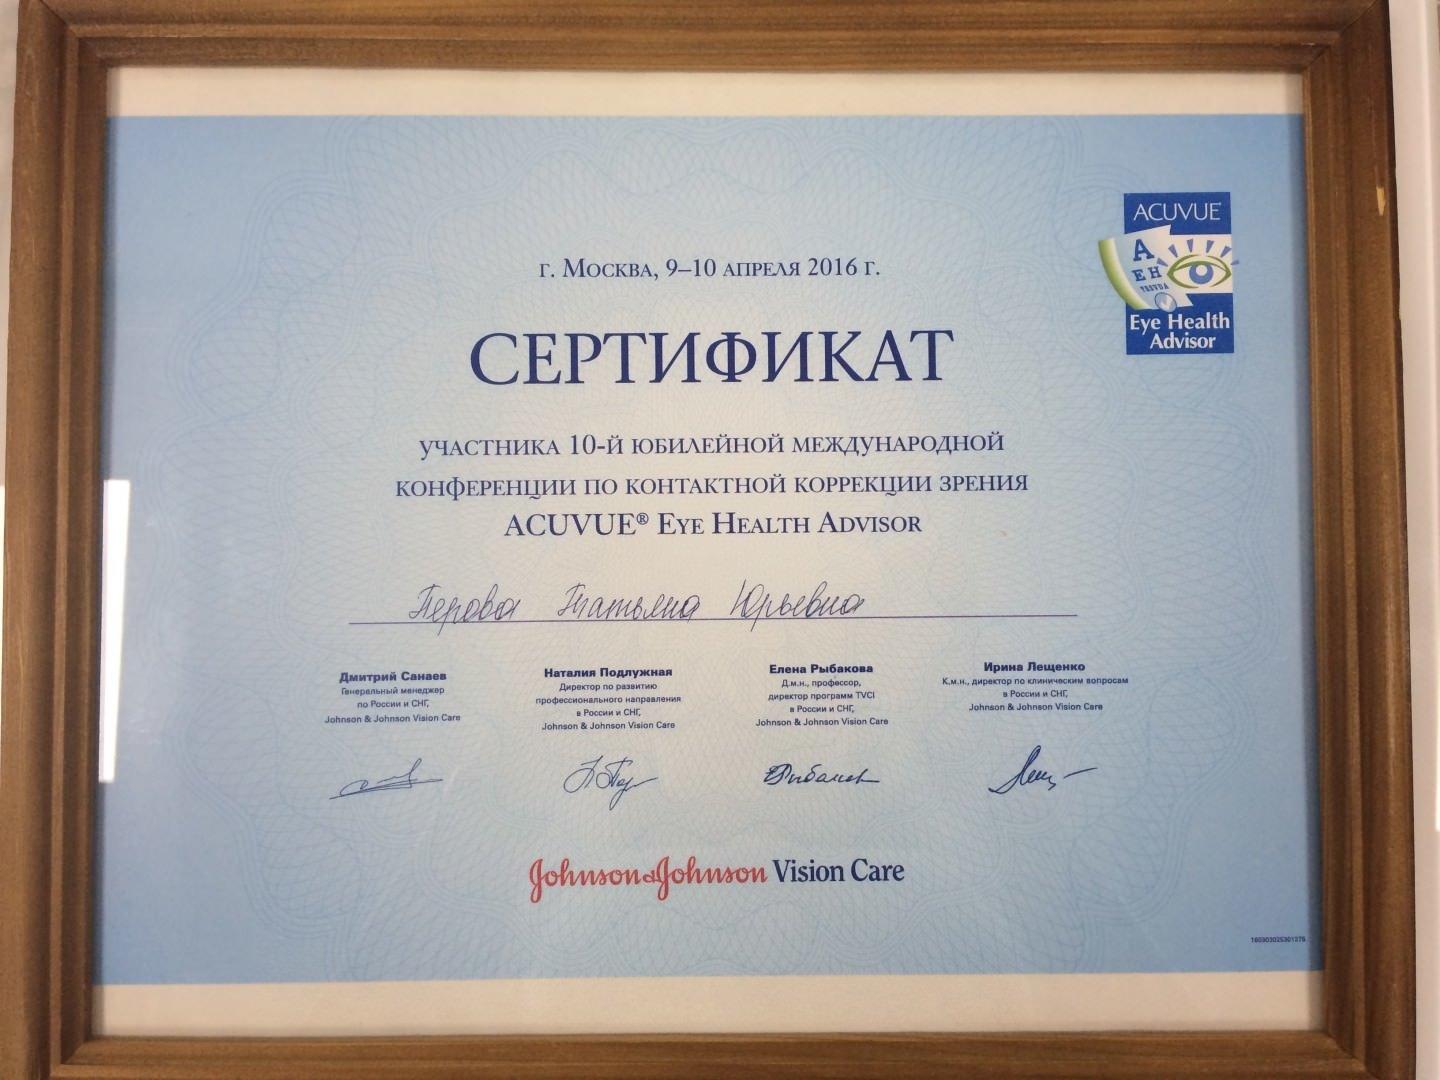 ACUVUE
А
ЕН
Eye Health
Advisor
г. Москва, 9–10 апреля 2016 г.
СЕРТИФИКАТ
участника 10-й юбилейной международной
конференции по контактной коррекции зрения
ACUVUE® Eye Health Advisor
Перова Татьяна Юрьевна
Дмитрий Санаев
Генеральный менеджер
по России и СНГ,
Johnson & Johnson Vision Care
Наталия Подлужная
Директор по развитию
профессионального направления
в России и СНГ,
Johnson & Johnson Vision Care
Елена Рыбакова
Д.м.н., профессор,
директор программ TVCI
в России и СНГ,
Johnson & Johnson Vision Care
Ирина Лещенко
К.м.н., директор по клиническим вопросам
в России и СНГ,
Johnson & Johnson Vision Care
Johnson & Johnson Vision Care